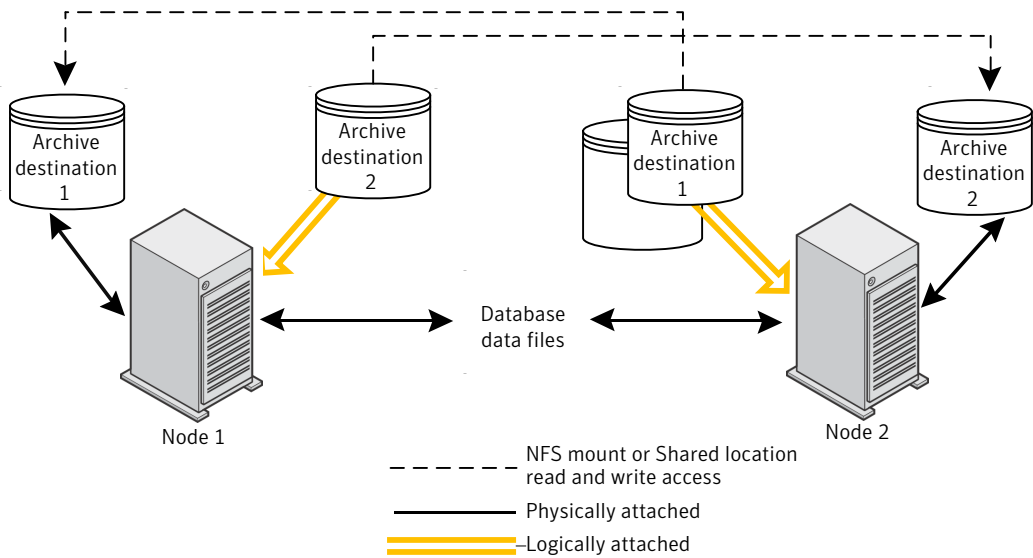 Archive
destination
1
Archive
destination
2
Archive
destination
1
Archive
destination
2
Database
data files
Node 1
Node 2
NFS mount or Shared location
read and write access
Physically attached
Logically attached